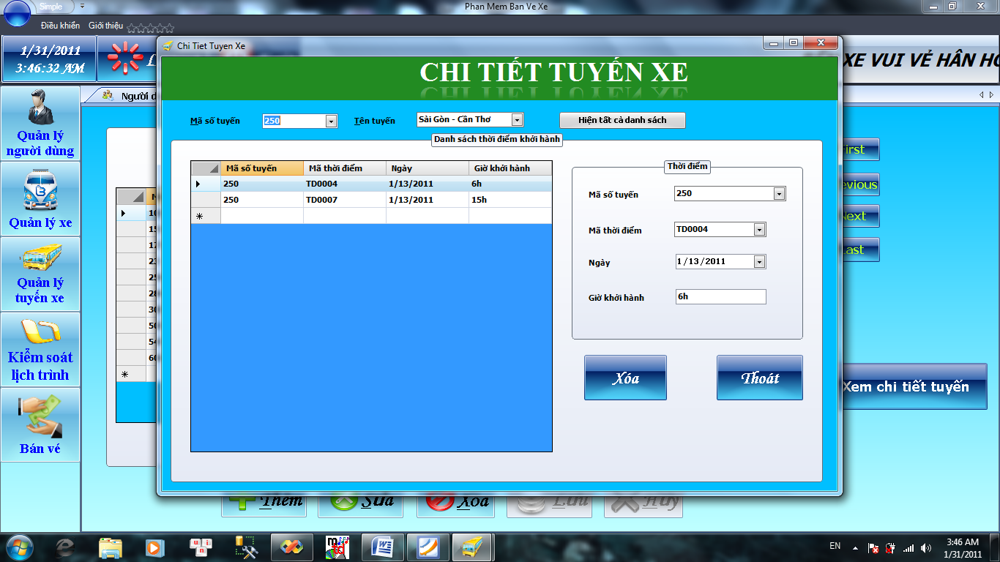 Simple
Phan Mem Ban Ve Xe
Điều khiển Giới thiệu
1/31/2011
3:46:32 AM
XE VUI VẺ HÂN
Quản lý
người dùng
Quản lý xe
Quản lý
tuyến xe
Kiểm soát
lịch trình
Bán vé
Người
Chi Tiet Tuyen Xe
CHI TIẾT TUYẾN XE
Mã số tuyến 250 Tên tuyến Sài Gòn - Cần Thơ Hiện tất cả danh sách
Danh sách thời điểm khởi hành
Mã số tuyến Mã thời điểm Ngày Giờ khởi hành
250 TD0004 1/13/2011 6h
250 TD0007 1/13/2011 15h
Thời điểm
Mã số tuyến 250
Mã thời điểm TD0004
Ngày 1/13/2011
Giờ khởi hành 6h
Xóa Thoát
First
Previous
Next
Last
Xem chi tiết tuyến
Thêm Sửa Xóa Lưu Hủy
EN
3:46 AM
1/31/2011